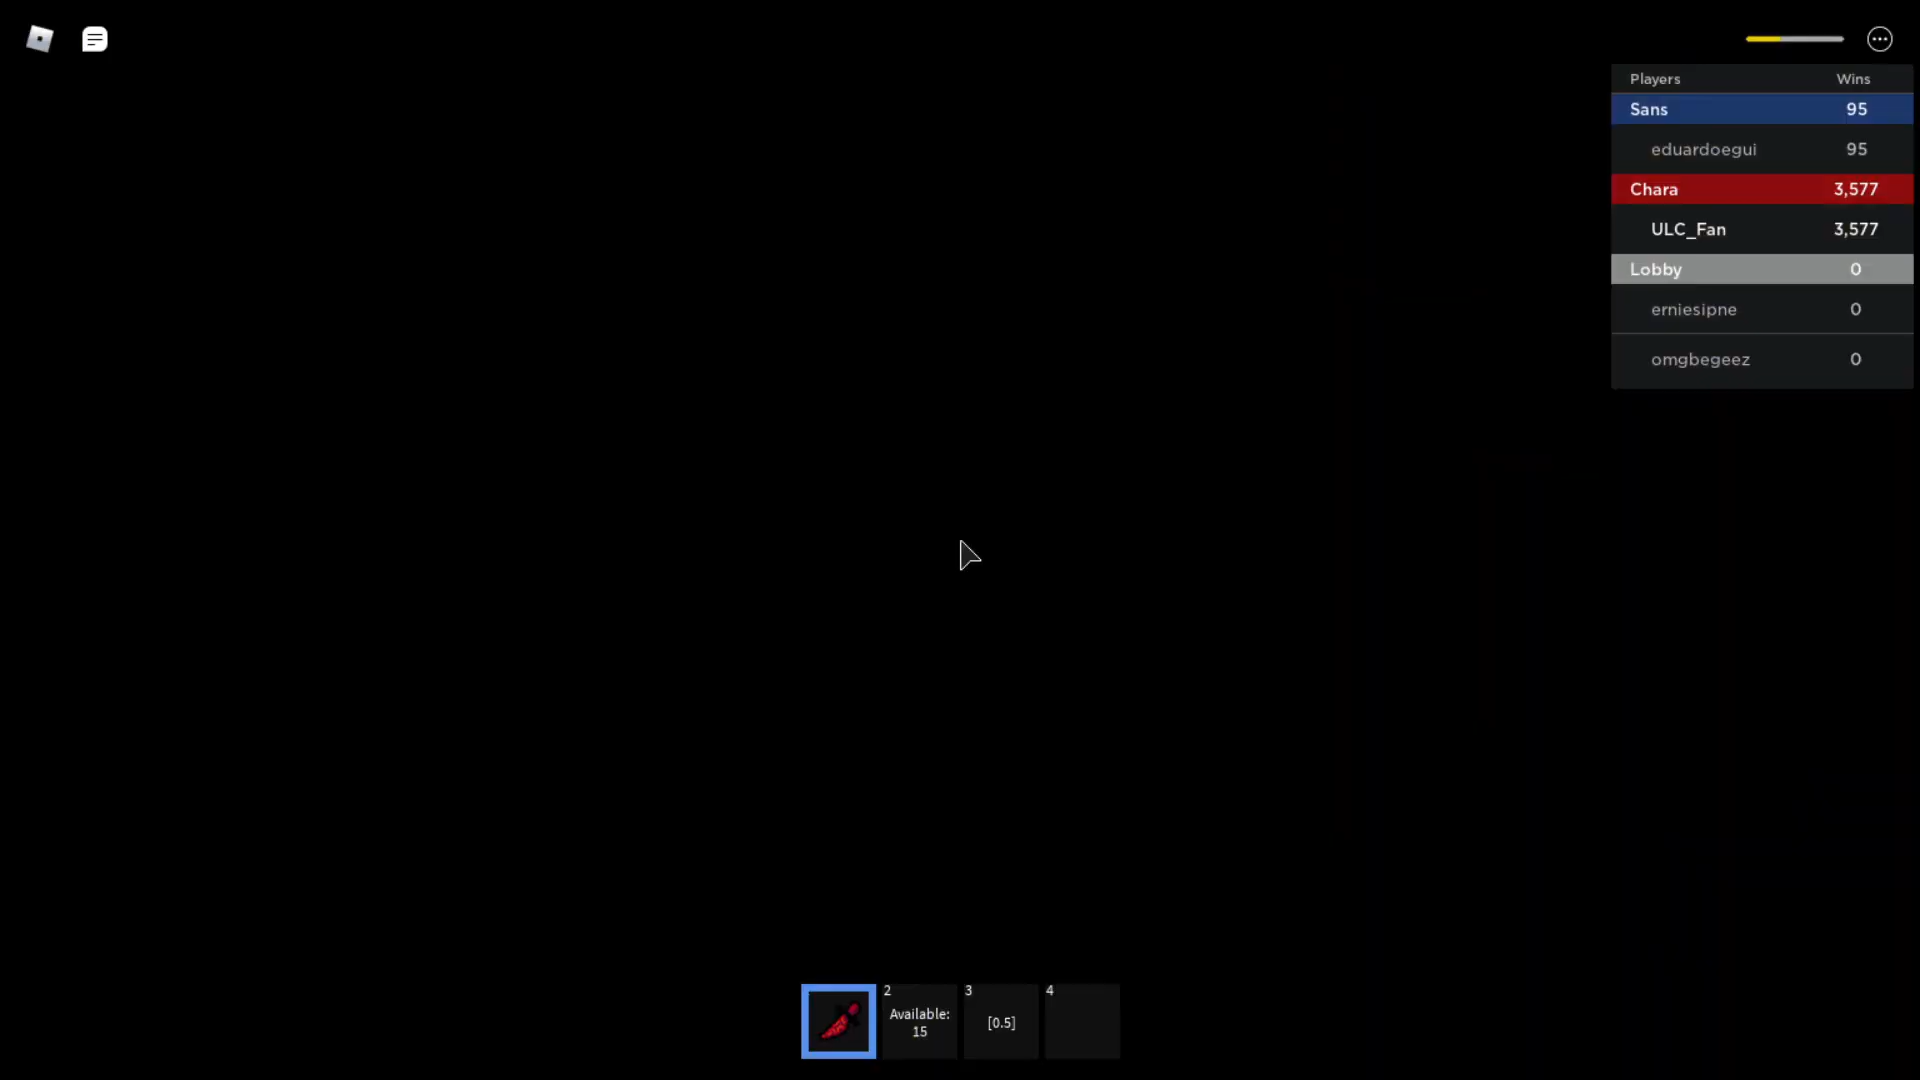 Players Wins
Sans 95
eduardoegui 95
Chara 3,577
ULC_Fan 3,577
Lobby 0
erniesipne 0
omgbegeez 0
2 3 4
Available: [0.5]
15